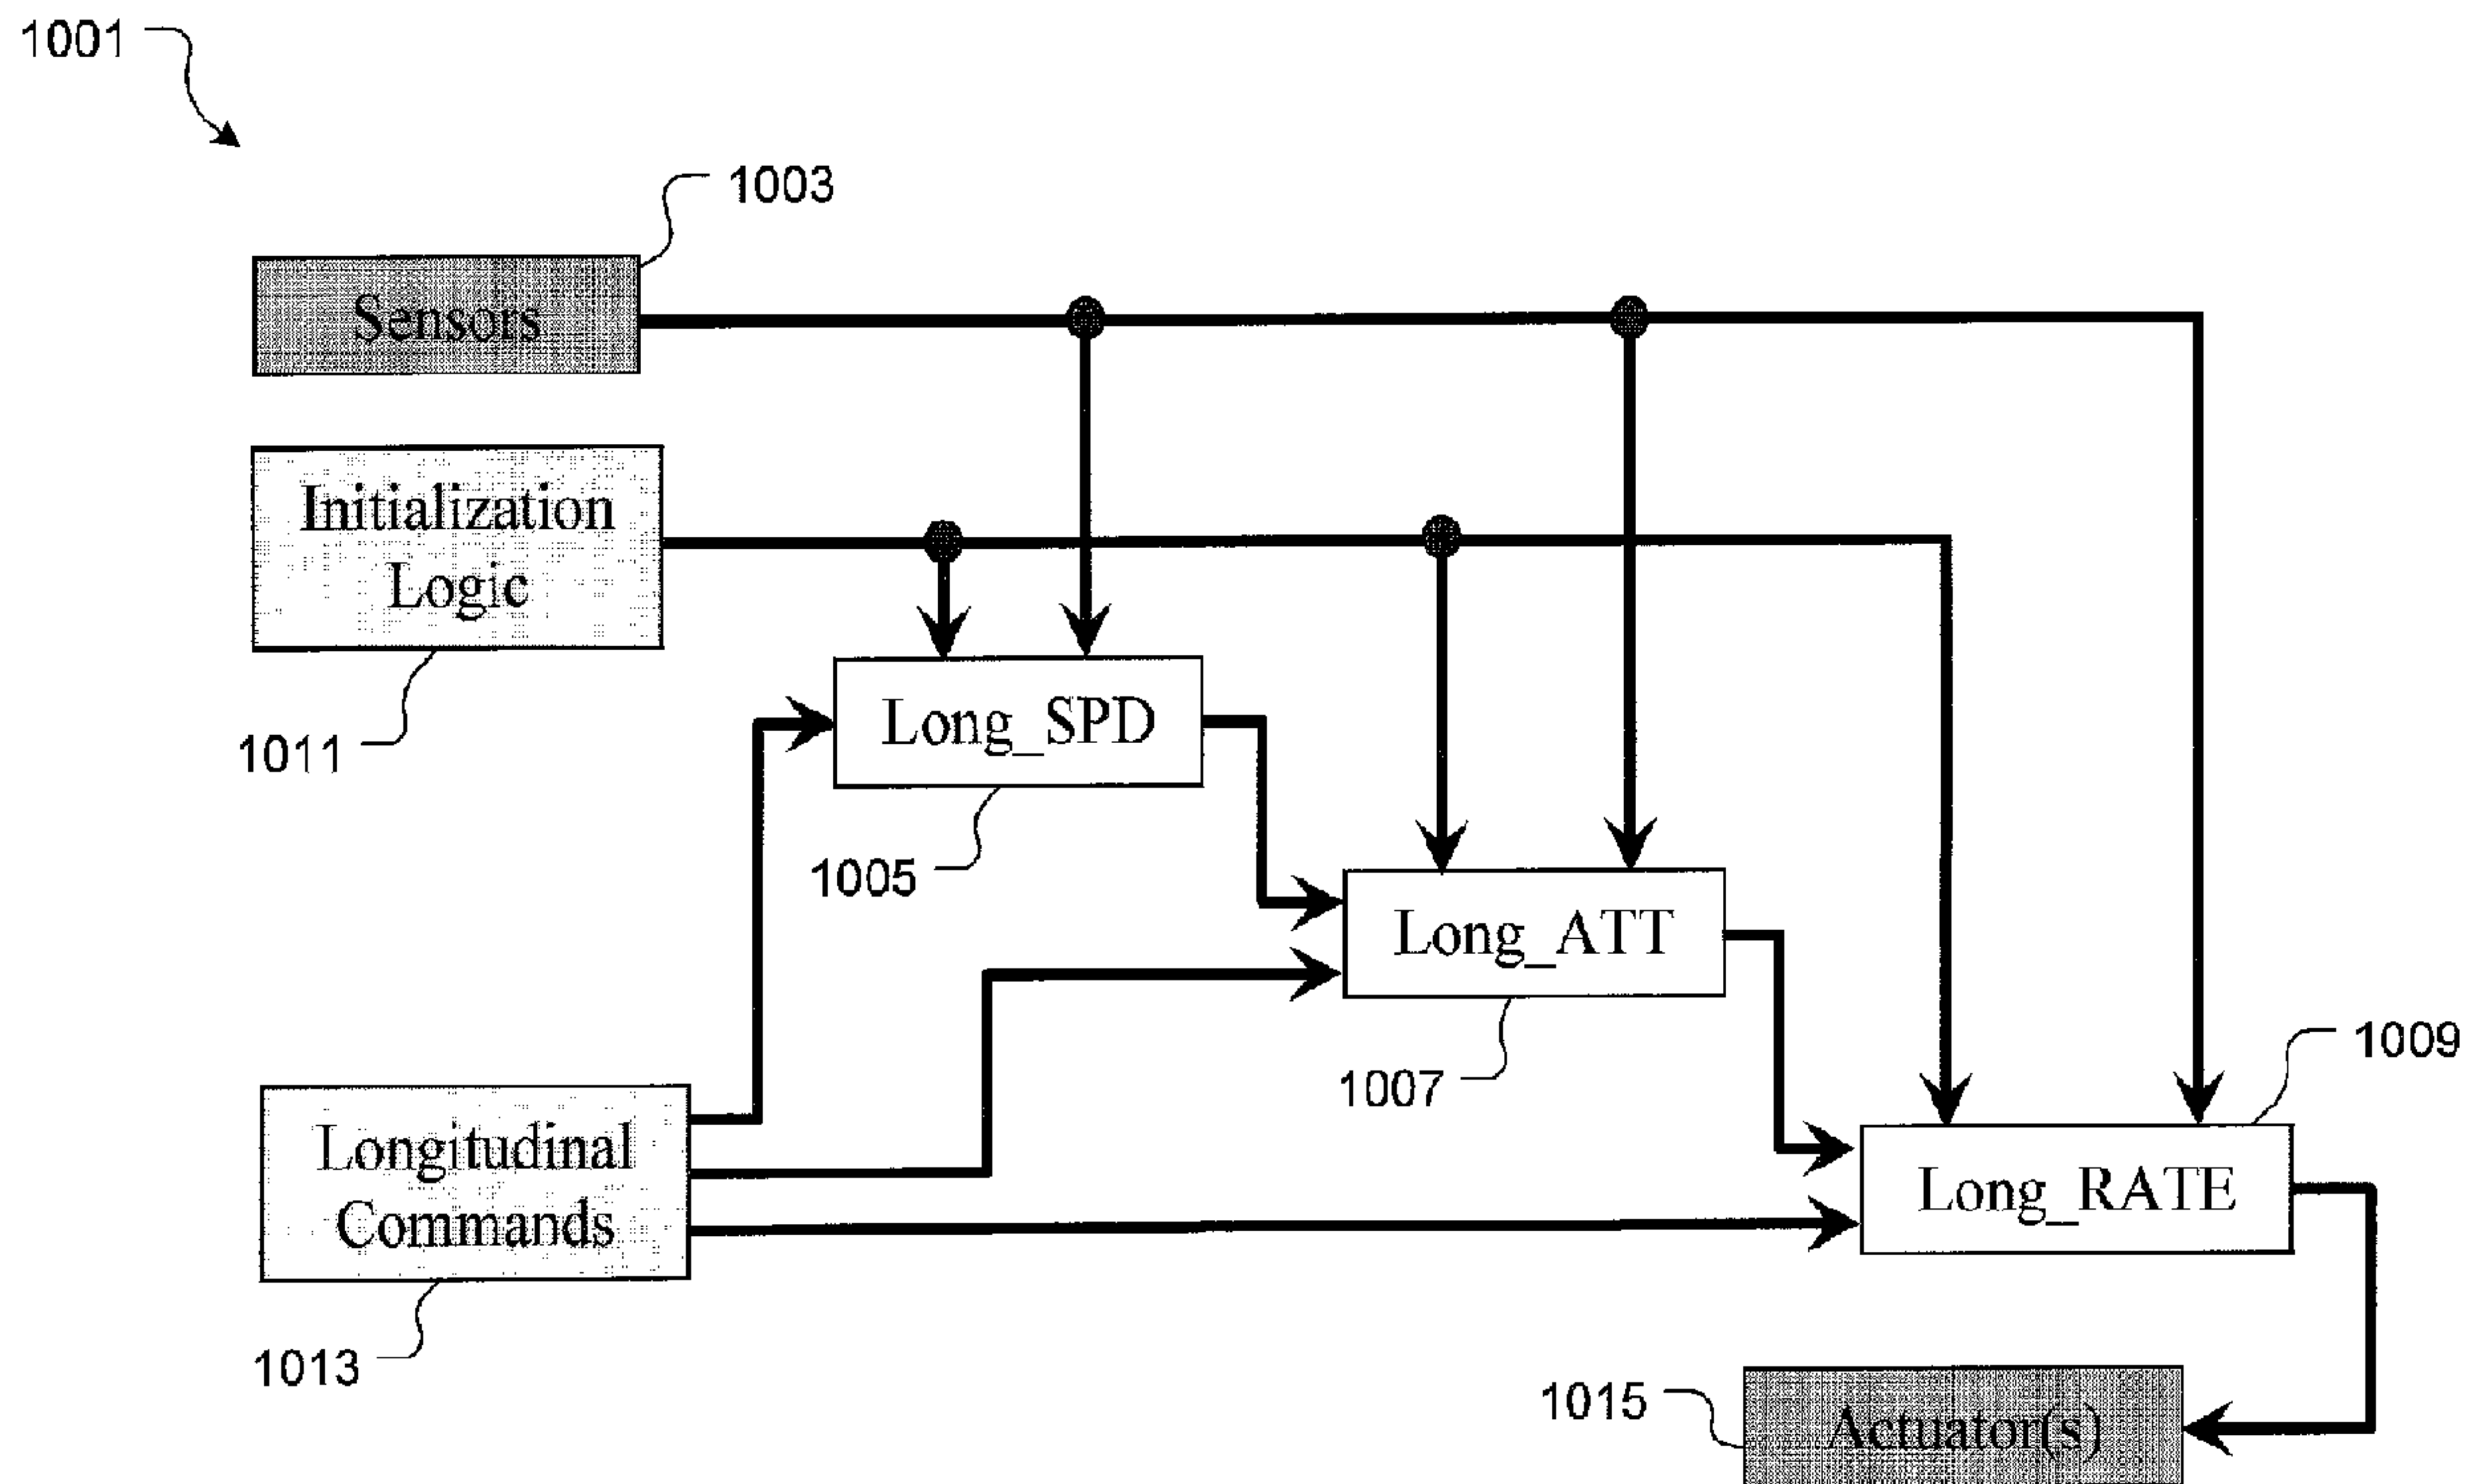 1001
1003
Sensors
Initialization
Logic
1011
Long_SPD
1005
Long_ATT
1007
1009
Long_RATE
Longitudinal
Commands
1013
1015
Actuator(s)